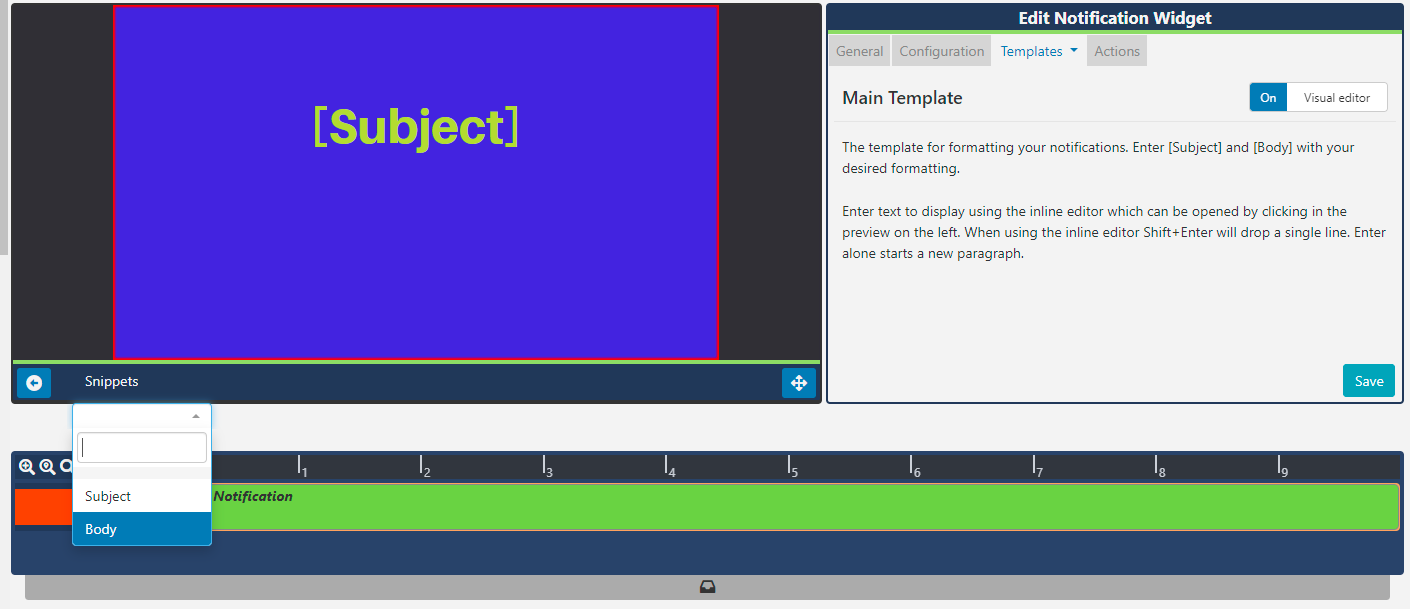 [Subject]
Edit Notification Widget
General Configuration Templates Actions
Main Template
On Visual editor
The template for formatting your notifications. Enter [Subject] and [Body] with your
desired formatting.
Enter text to display using the inline editor which can be opened by clicking in the
preview on the left. When using the inline editor Shift+Enter will drop a single line. Enter
alone starts a new paragraph.
Save
Snippets
Subject
Body
1 2 3 4 5 6 7 8 9
Notification